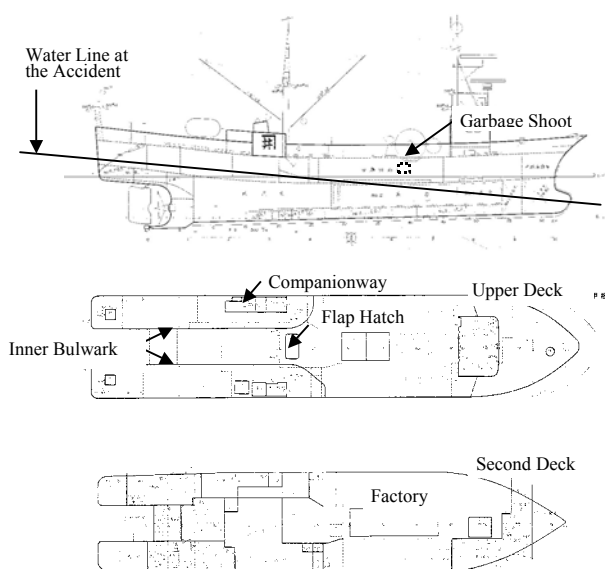 Water Line at
the Accident
Garbage Shoot
Companionway
Upper Deck
Flap Hatch
Inner Bulwark
Second Deck
Factory